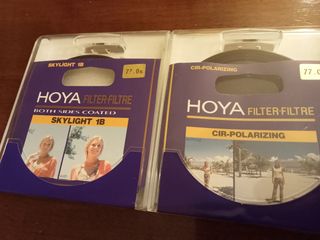 SKYLIGHT 1B
77.0s
HOYA FILTER·FILTRE
BOTH SIDES COATED
SKYLIGHT 1B
CIR-POLARIZING
77.0
HOYA FILTER·FILTRE
CIR-POLARIZING